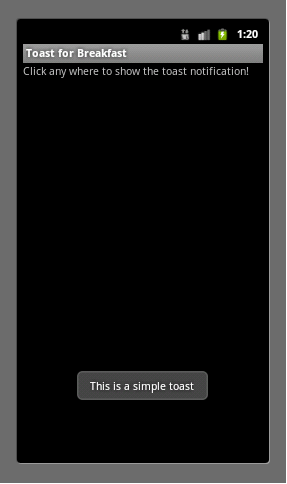 1:20
Toast for Breakfast
Click any where to show the toast notification!
This is a simple toast